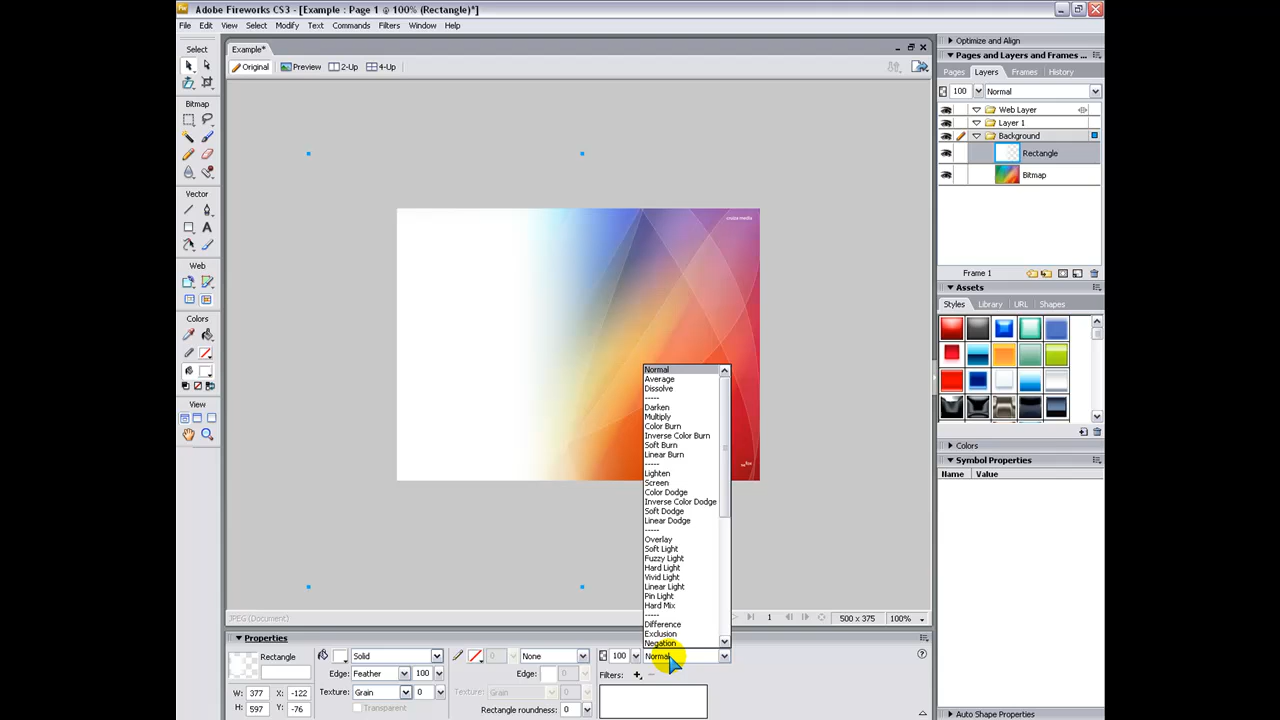 Adobe Fireworks CS3 - [Example : Page 1 @ 100% (Rectangle)*]
File Edit View Select Modify Text Commands Filters Window Help
Select
Bitmap
Vector
Web
Colors
View
Example*
Original Preview 2-Up 4-Up
JPEG (Document)
1 500 x 375 100%
Normal
Average
Dissolve
-----
Darken
Multiply
Color Burn
Inverse Color Burn
Soft Burn
Linear Burn
-----
Lighten
Screen
Color Dodge
Inverse Color Dodge
Soft Dodge
Linear Dodge
-----
Overlay
Soft Light
Fuzzy Light
Hard Light
Vivid Light
Linear Light
Pin Light
Hard Mix
-----
Difference
Exclusion
Negation
Optimize and Align
Pages and Layers and Frames ...
Pages Layers Frames History
100 Normal
Web Layer
Layer 1
Background
Rectangle
Bitmap
Frame 1
Assets
Styles Library URL Shapes
Colors
Symbol Properties
Name Value
Auto Shape Properties
Properties
Rectangle Solid None 100 Normal
Edge: Feather 100 Edge: 0 Filters:
W: 377 X: -122 Texture: Grain 0 Texture: Grain 0
H: 597 Y: -76 Transparent Rectangle roundness: 0